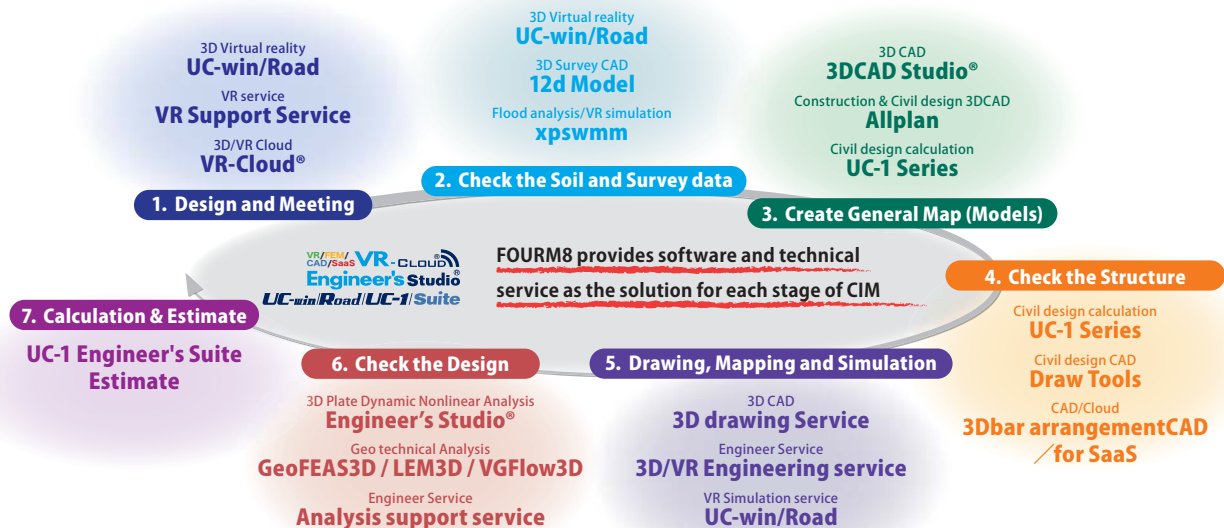 3D Virtual reality
UC-win/Road
VR service
VR Support Service
3D/VR Cloud
VR-Cloud®
1. Design and Meeting
3D Virtual reality
UC-win/Road
3D Survey CAD
12d Model
Flood analysis/VR simulation
xpswmm
2. Check the Soil and Survey data
3D CAD
3DCAD Studio®
Construction & Civil design 3DCAD
Allplan
Civil design calculation
UC-1 Series
3. Create General Map (Models)
VR/FEM/
CAD/SaaS VR-CLOUD®
Engineer's Studio®
UC-win/Road/UC-1/Suite
FOURM8 provides software and technical
service as the solution for each stage of CIM
4. Check the Structure
Civil design calculation
UC-1 Series
Civil design CAD
Draw Tools
CAD/Cloud
3Dbar arrangementCAD
／for SaaS
5. Drawing, Mapping and Simulation
3D CAD
3D drawing Service
Engineer Service
3D/VR Engineering service
VR Simulation service
UC-win/Road
6. Check the Design
3D Plate Dynamic Nonlinear Analysis
Engineer's Studio®
Geo technical Analysis
GeoFEAS3D / LEM3D / VGFlow3D
Engineer Service
Analysis support service
7. Calculation & Estimate
UC-1 Engineer's Suite
Estimate